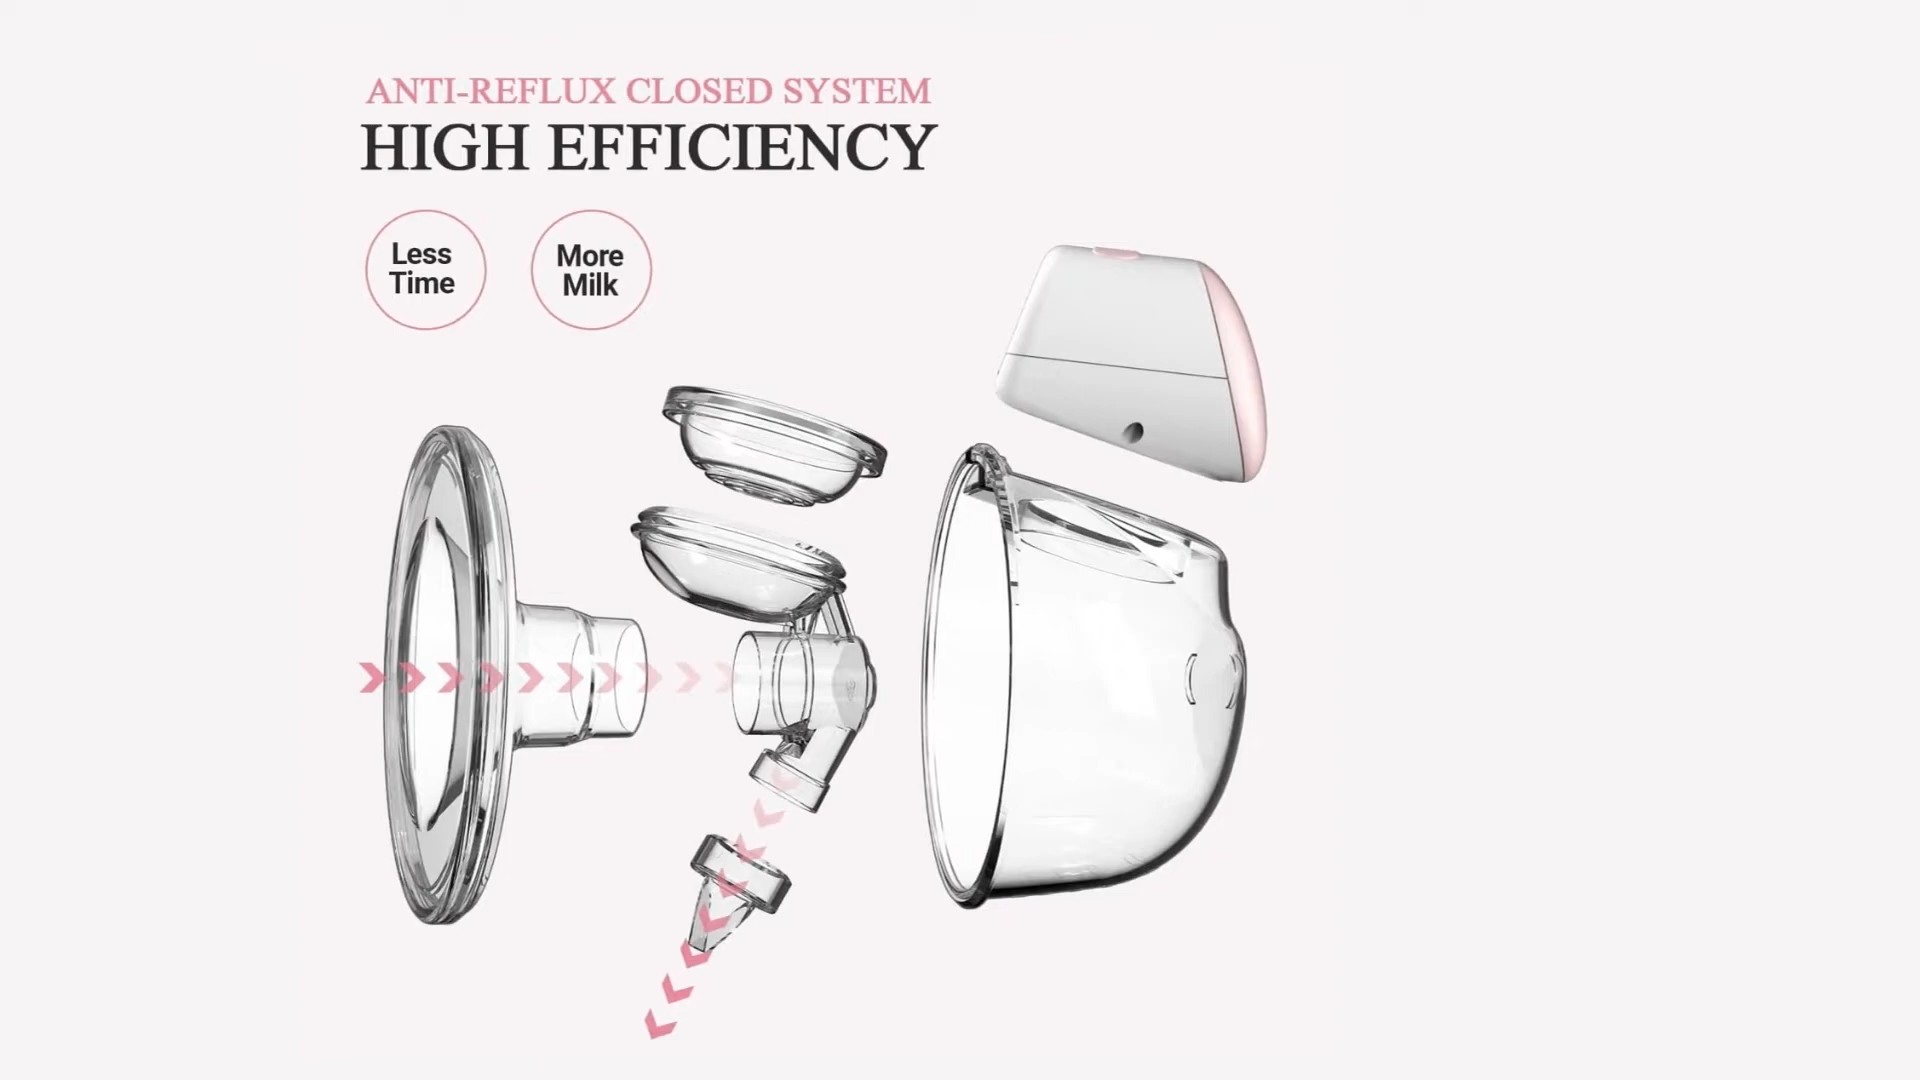 ANTI-REFLUX CLOSED SYSTEM
HIGH EFFICIENCY
Less
Time
More
Milk